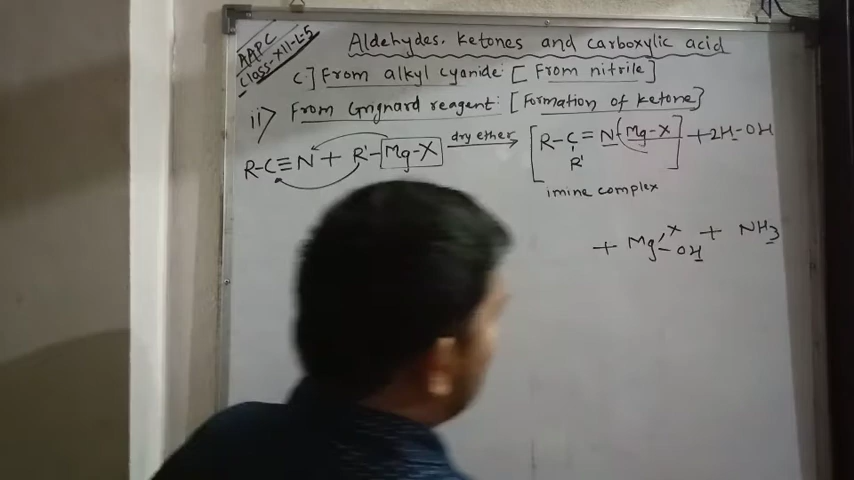 AAPC
Class-XII-L-5
Aldehydes, Ketones and carboxylic acid
C] From alkyl cyanide: [From nitrile]
ii) From Grignard reagent: [Formation of ketone]
R-C≡N + R'-Mg-X dry ether [R-C=N-Mg-X] + 2H-OH
R'
imine complex
+ Mg X OH + NH3